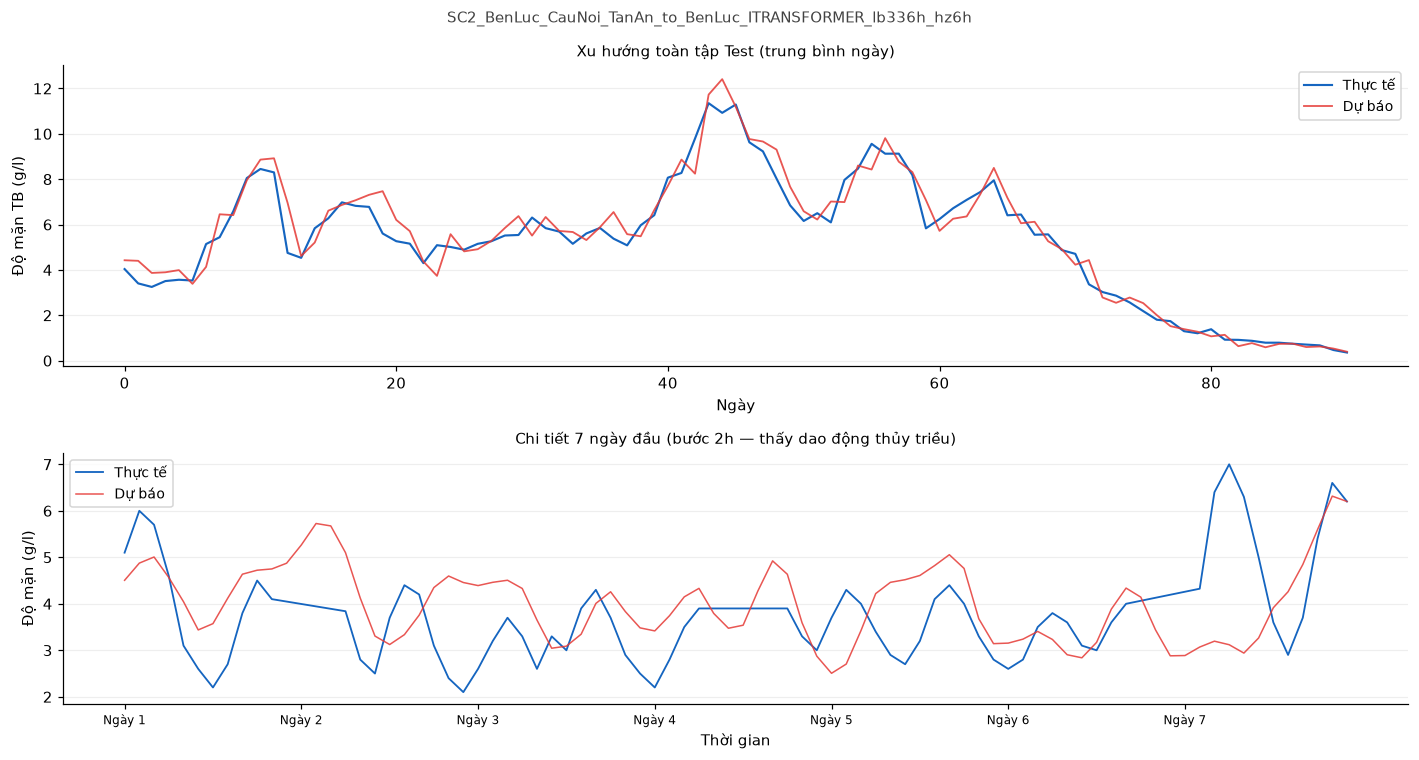 SC2_BenLuc_CauNoi_TanAn_to_BenLuc_ITRANSFORMER_lb336h_hz6h
Xu hướng toàn tập Test (trung bình ngày)
Thực tế
Dự báo
Độ mặn TB (g/l)
12
10
8
6
4
2
0
0 20 40 60 80
Ngày
Chi tiết 7 ngày đầu (bước 2h — thấy dao động thủy triều)
Thực tế
Dự báo
Độ mặn (g/l)
7
6
5
4
3
2
Ngày 1 Ngày 2 Ngày 3 Ngày 4 Ngày 5 Ngày 6 Ngày 7
Thời gian